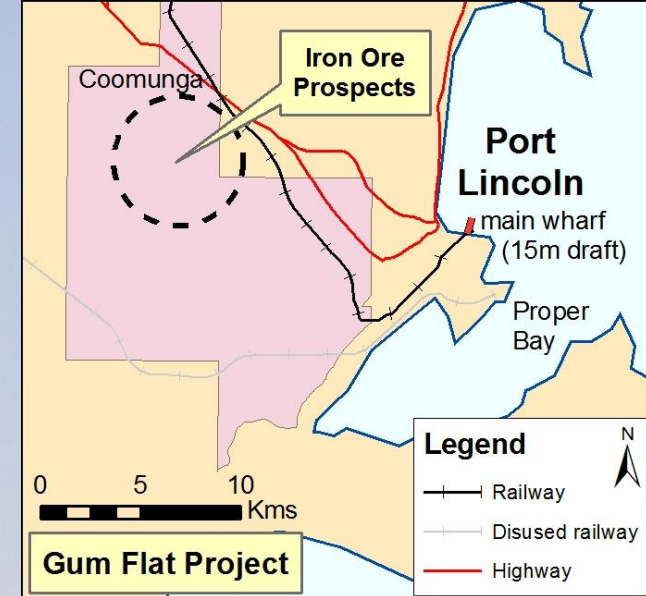 Iron Ore
Prospects
Coomunga
Port
Lincoln
main wharf
(15m draft)
Proper
Bay
Legend
N
Railway
Disused railway
Highway
0 5 10
Kms
Gum Flat Project